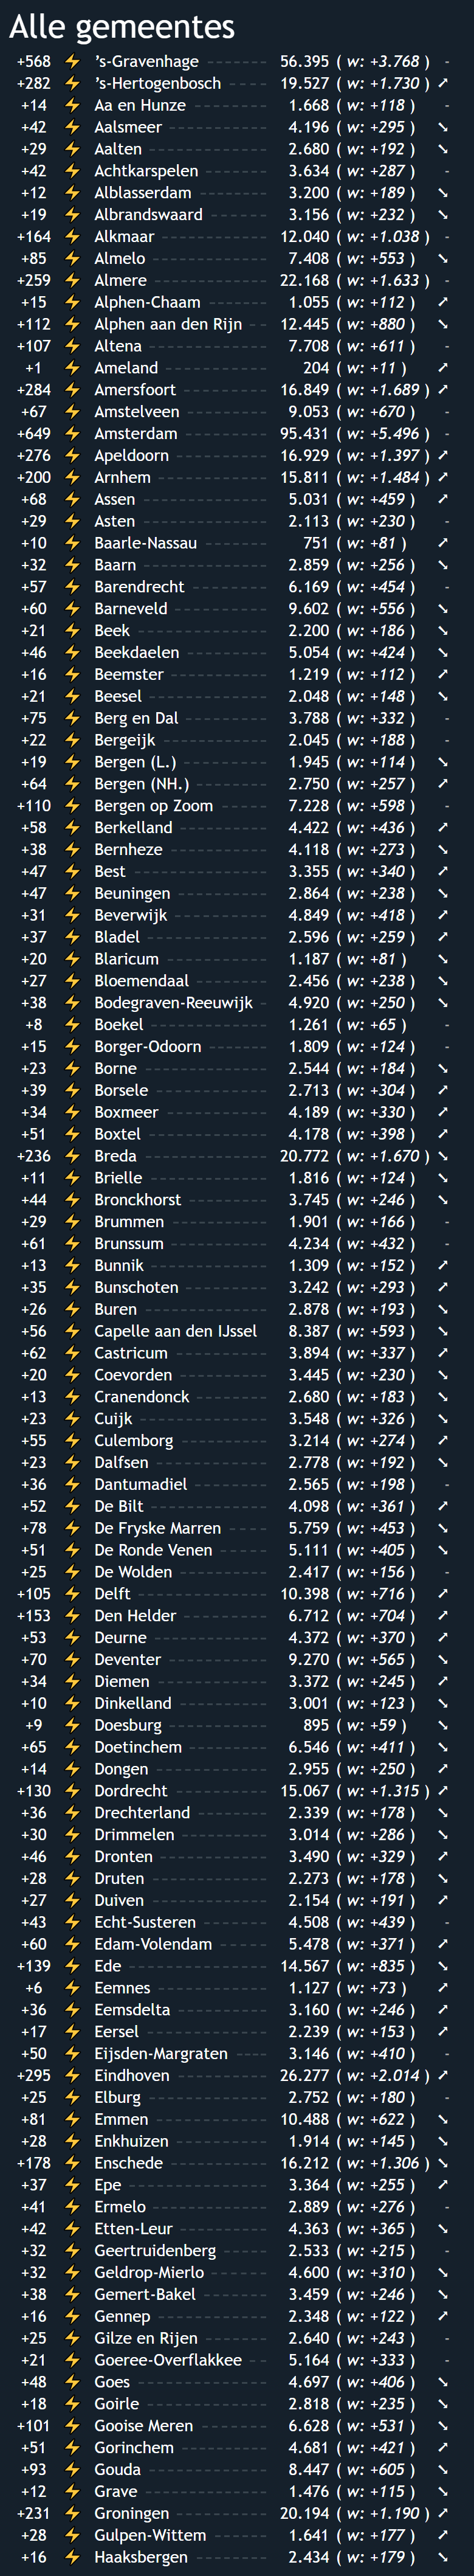 Alle gemeentes
+568 ⚡ 's-Gravenhage ------- 56.395 ( w: +3.768 ) -
+282 ⚡ 's-Hertogenbosch ----- 19.527 ( w: +1.730 ) ➚
+14 ⚡ Aa en Hunze --------- 1.668 ( w: +118 ) -
+42 ⚡ Aalsmeer ----------- 4.196 ( w: +295 ) ➘
+29 ⚡ Aalten ------------- 2.680 ( w: +192 ) ➘
+42 ⚡ Achtkarspelen ------- 3.634 ( w: +287 ) -
+12 ⚡ Alblasserdam -------- 3.200 ( w: +189 ) ➘
+19 ⚡ Albrandswaard ------- 3.156 ( w: +232 ) ➘
+164 ⚡ Alkmaar ------------ 12.040 ( w: +1.038 ) -
+85 ⚡ Almelo ------------- 7.408 ( w: +553 ) ➘
+259 ⚡ Almere ------------- 22.168 ( w: +1.633 ) -
+15 ⚡ Alphen-Chaam ------- 1.055 ( w: +112 ) ➚
+112 ⚡ Alphen aan den Rijn -- 12.445 ( w: +880 ) ➘
+107 ⚡ Altena ------------- 7.708 ( w: +611 ) -
+1 ⚡ Ameland ------------ 204 ( w: +11 ) ➚
+284 ⚡ Amersfoort ---------- 16.849 ( w: +1.689 ) ➚
+67 ⚡ Amstelveen --------- 9.053 ( w: +670 ) -
+649 ⚡ Amsterdam ---------- 95.431 ( w: +5.496 ) -
+276 ⚡ Apeldoorn ---------- 16.929 ( w: +1.397 ) ➚
+200 ⚡ Arnhem ------------ 15.811 ( w: +1.484 ) ➚
+68 ⚡ Assen -------------- 5.031 ( w: +459 ) ➚
+29 ⚡ Asten -------------- 2.113 ( w: +230 ) -
+10 ⚡ Baarle-Nassau ------- 751 ( w: +81 ) ➚
+32 ⚡ Baarn -------------- 2.859 ( w: +256 ) ➘
+57 ⚡ Barendrecht --------- 6.169 ( w: +454 ) -
+60 ⚡ Barneveld ---------- 9.602 ( w: +556 ) ➘
+21 ⚡ Beek --------------- 2.200 ( w: +186 ) ➘
+46 ⚡ Beekdaelen --------- 5.054 ( w: +424 ) ➘
+16 ⚡ Beemster ----------- 1.219 ( w: +112 ) ➚
+21 ⚡ Beesel ------------- 2.048 ( w: +148 ) ➘
+75 ⚡ Berg en Dal --------- 3.788 ( w: +332 ) -
+22 ⚡ Bergeijk ------------ 2.045 ( w: +188 ) -
+19 ⚡ Bergen (L.) ---------- 1.945 ( w: +114 ) ➘
+64 ⚡ Bergen (NH.) -------- 2.750 ( w: +257 ) ➚
+110 ⚡ Bergen op Zoom ----- 7.228 ( w: +598 ) -
+58 ⚡ Berkelland ---------- 4.422 ( w: +436 ) ➚
+38 ⚡ Bernheze ----------- 4.118 ( w: +273 ) ➘
+47 ⚡ Best --------------- 3.355 ( w: +340 ) ➚
+47 ⚡ Beuningen ---------- 2.864 ( w: +238 ) ➘
+31 ⚡ Beverwijk ----------- 4.849 ( w: +418 ) ➚
+37 ⚡ Bladel ------------- 2.596 ( w: +259 ) ➚
+20 ⚡ Blaricum ----------- 1.187 ( w: +81 ) ➘
+27 ⚡ Bloemendaal -------- 2.456 ( w: +238 ) ➘
+38 ⚡ Bodegraven-Reeuwijk - 4.920 ( w: +250 ) ➘
+8 ⚡ Boekel ------------- 1.261 ( w: +65 ) -
+15 ⚡ Borger-Odoorn ------- 1.809 ( w: +124 ) -
+23 ⚡ Borne -------------- 2.544 ( w: +184 ) ➘
+39 ⚡ Borsele ------------- 2.713 ( w: +304 ) ➚
+34 ⚡ Boxmeer ------------ 4.189 ( w: +330 ) ➚
+51 ⚡ Boxtel -------------- 4.178 ( w: +398 ) ➚
+236 ⚡ Breda -------------- 20.772 ( w: +1.670 ) ➘
+11 ⚡ Brielle -------------- 1.816 ( w: +124 ) ➘
+44 ⚡ Bronckhorst --------- 3.745 ( w: +246 ) ➘
+29 ⚡ Brummen ----------- 1.901 ( w: +166 ) -
+61 ⚡ Brunssum ----------- 4.234 ( w: +432 ) -
+13 ⚡ Bunnik ------------- 1.309 ( w: +152 ) ➚
+35 ⚡ Bunschoten --------- 3.242 ( w: +293 ) ➚
+26 ⚡ Buren -------------- 2.878 ( w: +193 ) ➘
+56 ⚡ Capelle aan den IJssel 8.387 ( w: +593 ) ➘
+62 ⚡ Castricum ----------- 3.894 ( w: +337 ) ➚
+20 ⚡ Coevorden ---------- 3.445 ( w: +230 ) ➘
+13 ⚡ Cranendonck -------- 2.680 ( w: +183 ) ➘
+23 ⚡ Cuijk --------------- 3.548 ( w: +326 ) ➘
+55 ⚡ Culemborg ---------- 3.214 ( w: +274 ) ➚
+23 ⚡ Dalfsen ------------- 2.778 ( w: +192 ) ➘
+36 ⚡ Dantumadiel -------- 2.565 ( w: +198 ) -
+52 ⚡ De Bilt -------------- 4.098 ( w: +361 ) ➚
+78 ⚡ De Fryske Marren ---- 5.759 ( w: +453 ) ➘
+51 ⚡ De Ronde Venen ----- 5.111 ( w: +405 ) ➘
+25 ⚡ De Wolden ---------- 2.417 ( w: +156 ) -
+105 ⚡ Delft --------------- 10.398 ( w: +716 ) ➚
+153 ⚡ Den Helder ---------- 6.712 ( w: +704 ) ➚
+53 ⚡ Deurne ------------- 4.372 ( w: +370 ) ➚
+70 ⚡ Deventer ----------- 9.270 ( w: +565 ) ➘
+34 ⚡ Diemen ------------ 3.372 ( w: +245 ) ➚
+10 ⚡ Dinkelland ---------- 3.001 ( w: +123 ) ➘
+9 ⚡ Doesburg ----------- 895 ( w: +59 ) ➘
+65 ⚡ Doetinchem --------- 6.546 ( w: +411 ) ➘
+14 ⚡ Dongen ------------ 2.955 ( w: +250 ) ➚
+130 ⚡ Dordrecht ---------- 15.067 ( w: +1.315 ) ➚
+36 ⚡ Drechterland -------- 2.339 ( w: +178 ) ➘
+30 ⚡ Drimmelen ---------- 3.014 ( w: +286 ) ➘
+46 ⚡ Dronten ------------ 3.490 ( w: +329 ) ➚
+28 ⚡ Druten ------------- 2.273 ( w: +178 ) ➘
+27 ⚡ Duiven ------------- 2.154 ( w: +191 ) ➚
+43 ⚡ Echt-Susteren ------- 4.508 ( w: +439 ) -
+60 ⚡ Edam-Volendam ----- 5.478 ( w: +371 ) ➚
+139 ⚡ Ede ---------------- 14.567 ( w: +835 ) ➘
+6 ⚡ Eemnes ------------ 1.127 ( w: +73 ) ➚
+36 ⚡ Eemsdelta ---------- 3.160 ( w: +246 ) ➚
+17 ⚡ Eersel -------------- 2.239 ( w: +153 ) ➚
+50 ⚡ Eijsden-Margraten ---- 3.146 ( w: +410 ) -
+295 ⚡ Eindhoven ---------- 26.277 ( w: +2.014 ) ➚
+25 ⚡ Elburg ------------- 2.752 ( w: +180 ) -
+81 ⚡ Emmen ------------ 10.488 ( w: +622 ) ➘
+28 ⚡ Enkhuizen ---------- 1.914 ( w: +145 ) ➘
+178 ⚡ Enschede ----------- 16.212 ( w: +1.306 ) ➘
+37 ⚡ Epe ---------------- 3.364 ( w: +255 ) ➚
+41 ⚡ Ermelo ------------- 2.889 ( w: +276 ) -
+42 ⚡ Etten-Leur ---------- 4.363 ( w: +365 ) ➘
+32 ⚡ Geertruidenberg ----- 2.533 ( w: +215 ) -
+32 ⚡ Geldrop-Mierlo ------ 4.600 ( w: +310 ) ➘
+38 ⚡ Gemert-Bakel ------- 3.459 ( w: +246 ) ➘
+16 ⚡ Gennep ------------ 2.348 ( w: +122 ) ➚
+25 ⚡ Gilze en Rijen ------- 2.640 ( w: +243 ) -
+21 ⚡ Goeree-Overflakkee -- 5.164 ( w: +333 ) -
+48 ⚡ Goes --------------- 4.697 ( w: +406 ) ➘
+18 ⚡ Goirle -------------- 2.818 ( w: +235 ) ➘
+101 ⚡ Gooise Meren ------- 6.628 ( w: +531 ) ➘
+51 ⚡ Gorinchem ---------- 4.681 ( w: +421 ) ➚
+93 ⚡ Gouda ------------- 8.447 ( w: +605 ) ➘
+12 ⚡ Grave -------------- 1.476 ( w: +115 ) ➘
+231 ⚡ Groningen ---------- 20.194 ( w: +1.190 ) ➚
+28 ⚡ Gulpen-Wittem ------ 1.641 ( w: +177 ) ➚
+16 ⚡ Haaksbergen -------- 2.434 ( w: +179 ) ➘